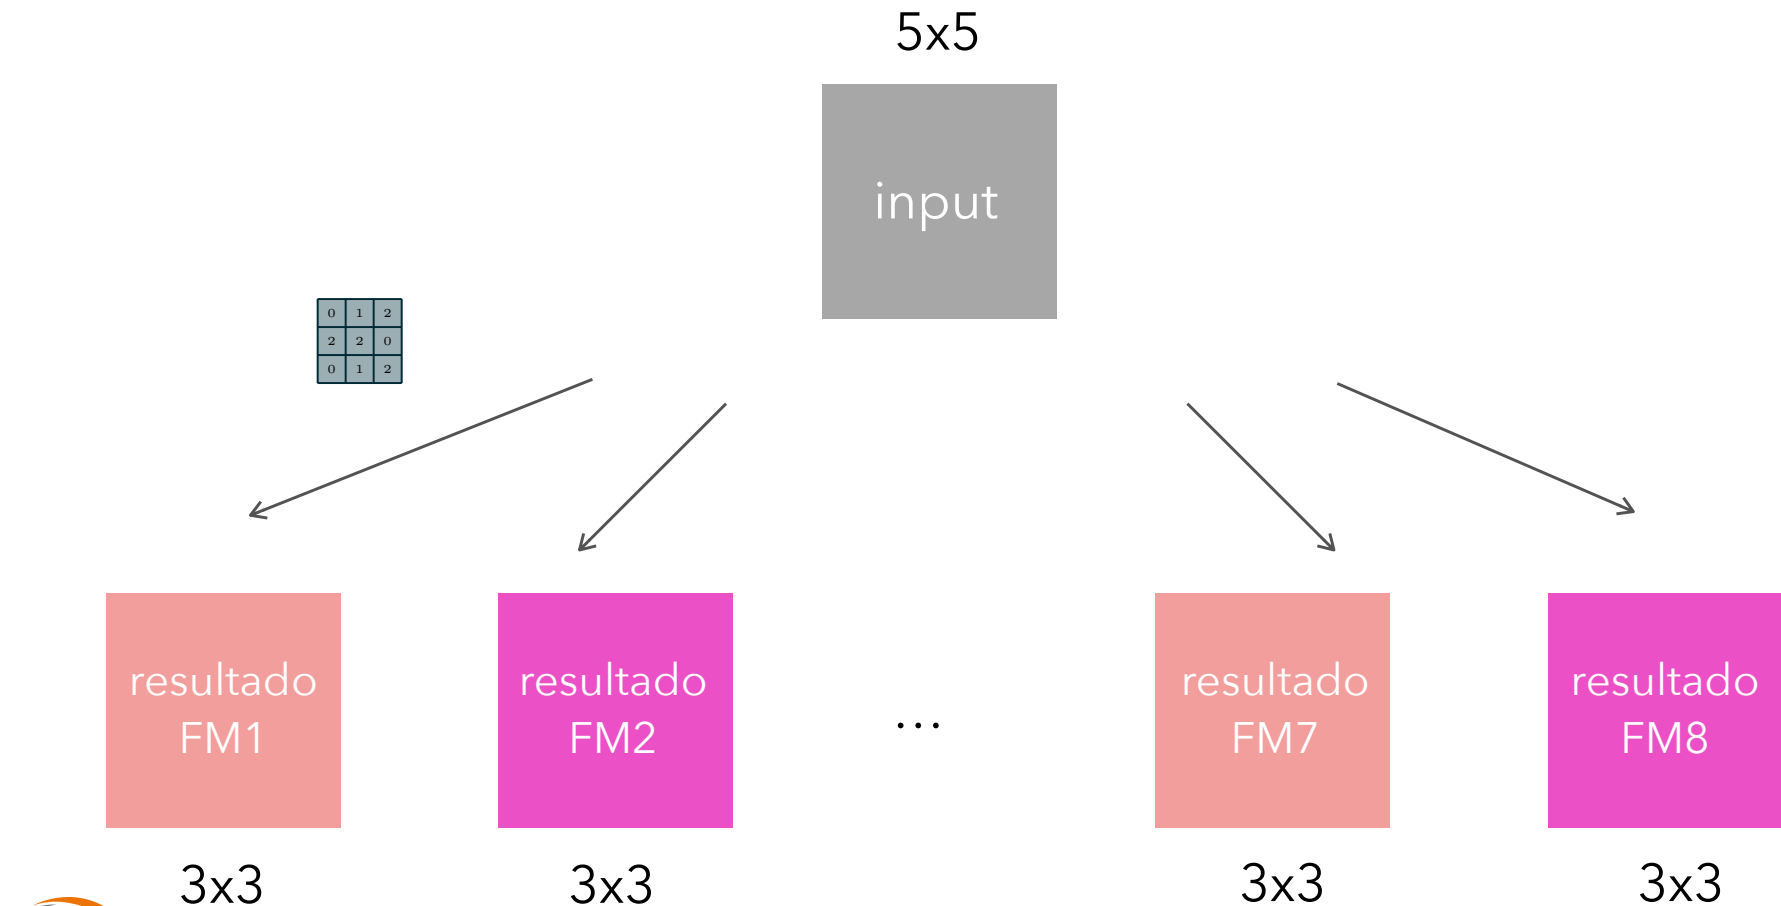 5x5
input
0 1 2
2 2 0
0 1 2
resultado
FM1
resultado
FM2
...
resultado
FM7
resultado
FM8
3x3
3x3
3x3
3x3